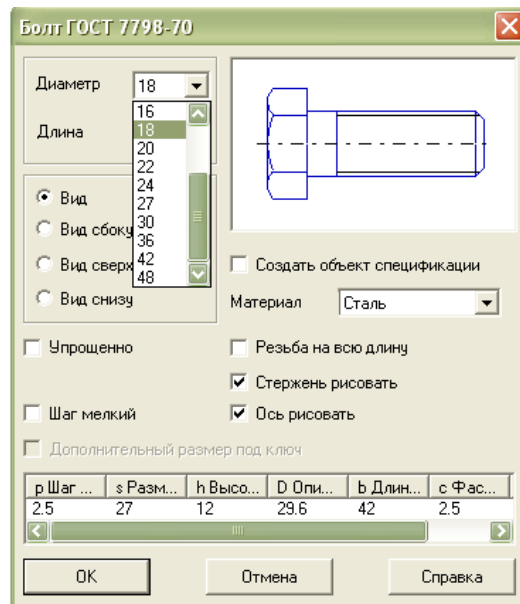 Болт ГОСТ 7798-70
Диаметр 18
Длина
16
18
20
22
24
27
30
36
42
48
Вид
Вид сбоку
Вид сверх
Вид снизу
Создать объект спецификации
Материал Сталь
Упрощенно
Резьба на всю длину
Стержень рисовать
Шаг мелкий
Ось рисовать
Дополнительный размер под ключ
p Шаг ... s Разм... h Высо... D Опи... b Длин... c Фас...
2.5 27 12 29.6 42 2.5
OK Отмена Справка